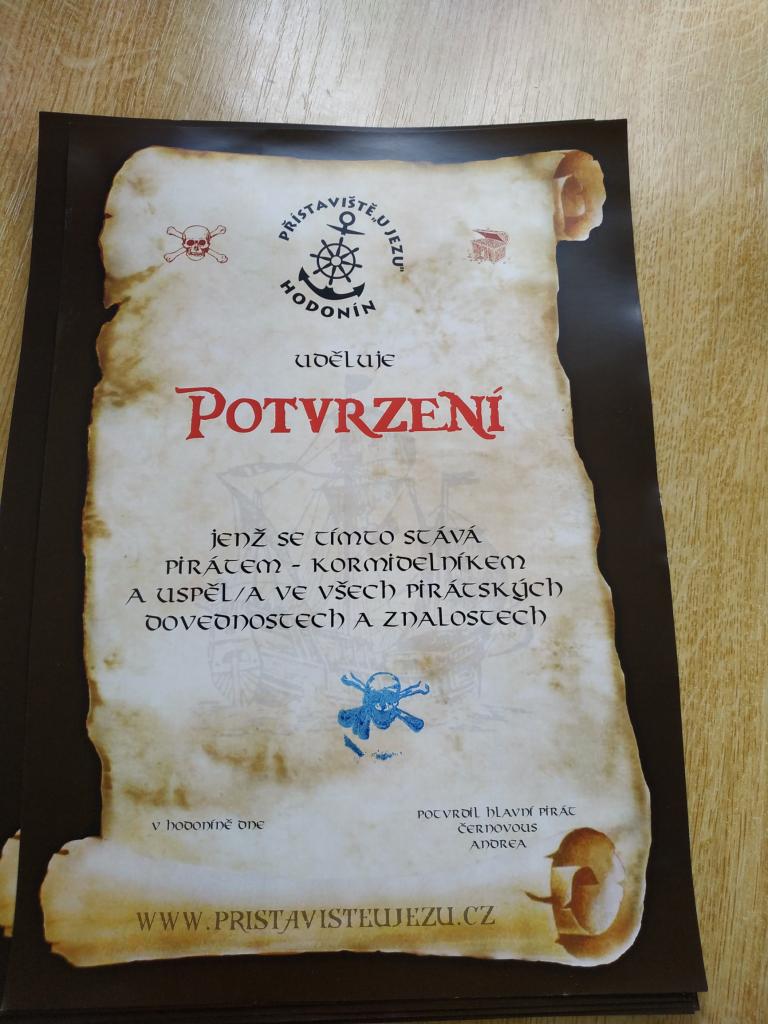 PŘÍSTAVIŠTĚ „U JEZU"
HODONÍN
uděluje
POTVRZENÍ
jenž se tímto stává
pirátem - kormidelníkem
a uspěl/a ve všech pirátských
dovednostech a znalostech
v Hodoníně dne
Potvrdil hlavní pirát
Černovous
Andrea
WWW.PRISTAVISTEUJEZU.CZ